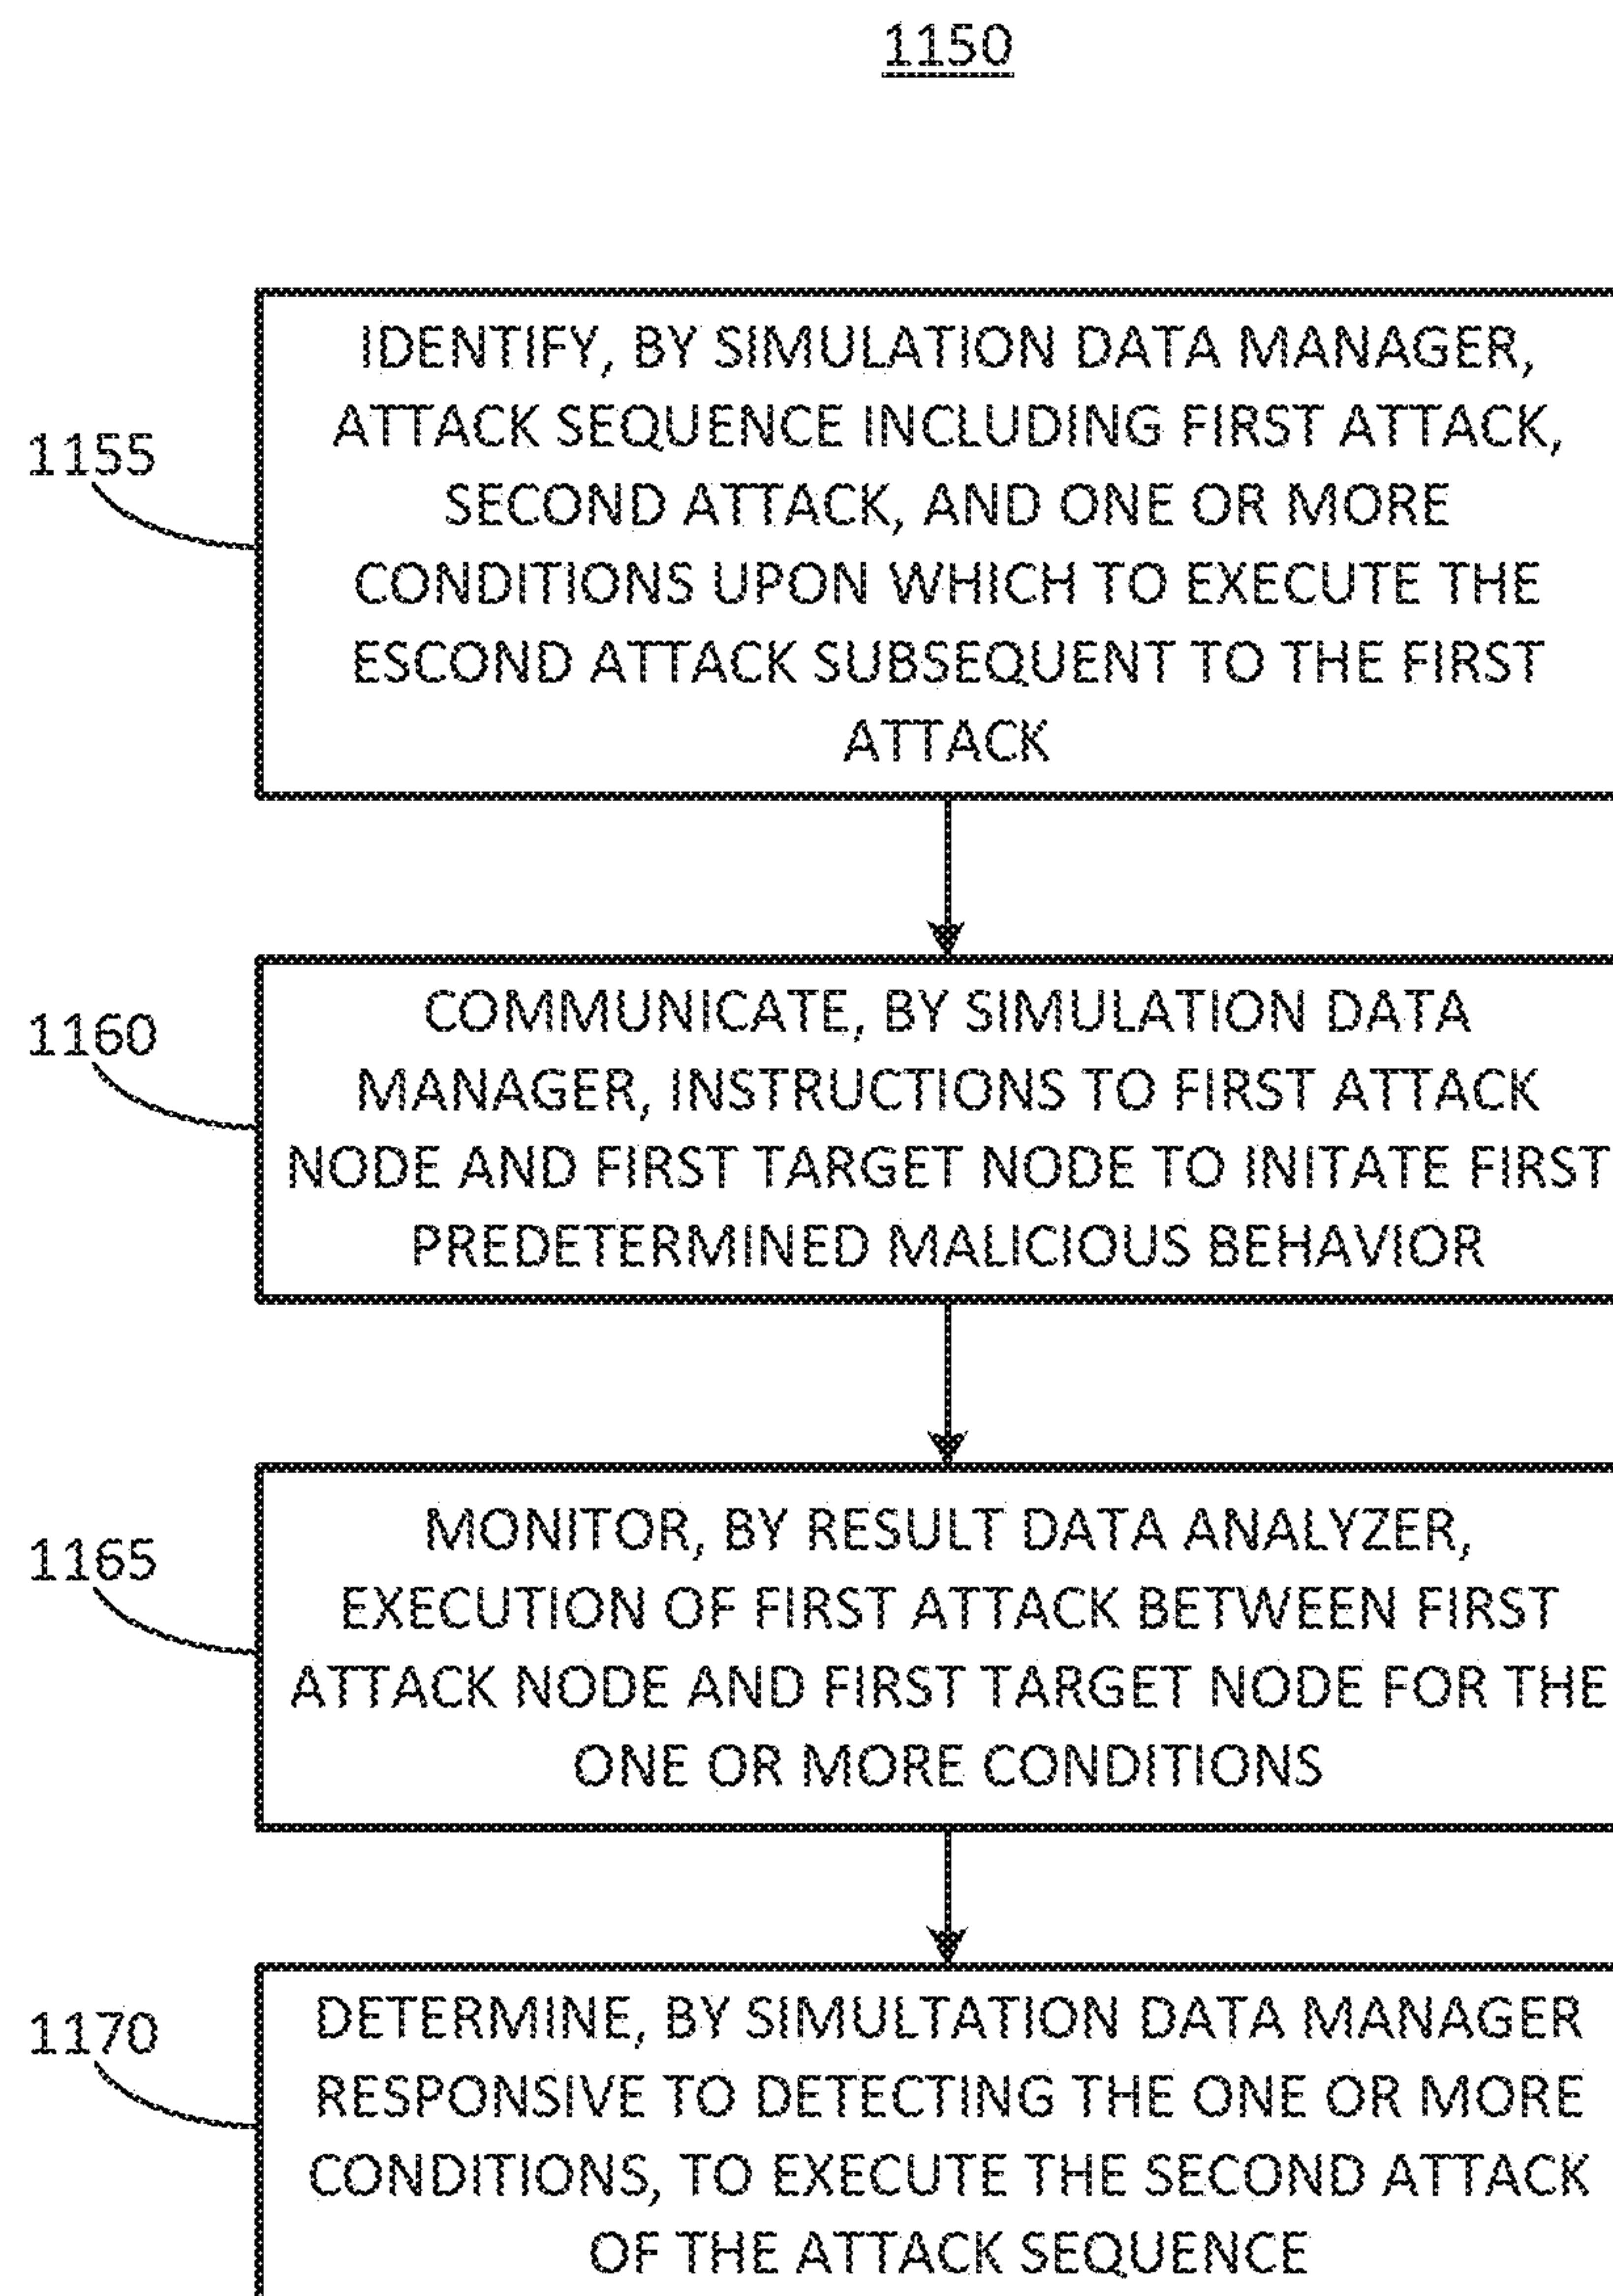 1150
IDENTIFY, BY SIMULATION DATA MANAGER,
ATTACK SEQUENCE INCLUDING FIRST ATTACK,
SECOND ATTACK, AND ONE OR MORE
CONDITIONS UPON WHICH TO EXECUTE THE
ESCOND ATTACK SUBSEQUENT TO THE FIRST
ATTACK
1155
COMMUNICATE, BY SIMULATION DATA
MANAGER, INSTRUCTIONS TO FIRST ATTACK
NODE AND FIRST TARGET NODE TO INITATE FIRST
PREDETERMINED MALICIOUS BEHAVIOR
1160
MONITOR, BY RESULT DATA ANALYZER,
EXECUTION OF FIRST ATTACK BETWEEN FIRST
ATTACK NODE AND FIRST TARGET NODE FOR THE
ONE OR MORE CONDITIONS
1165
DETERMINE, BY SIMULTATION DATA MANAGER
RESPONSIVE TO DETECTING THE ONE OR MORE
CONDITIONS, TO EXECUTE THE SECOND ATTACK
OF THE ATTACK SEQUENCE
1170